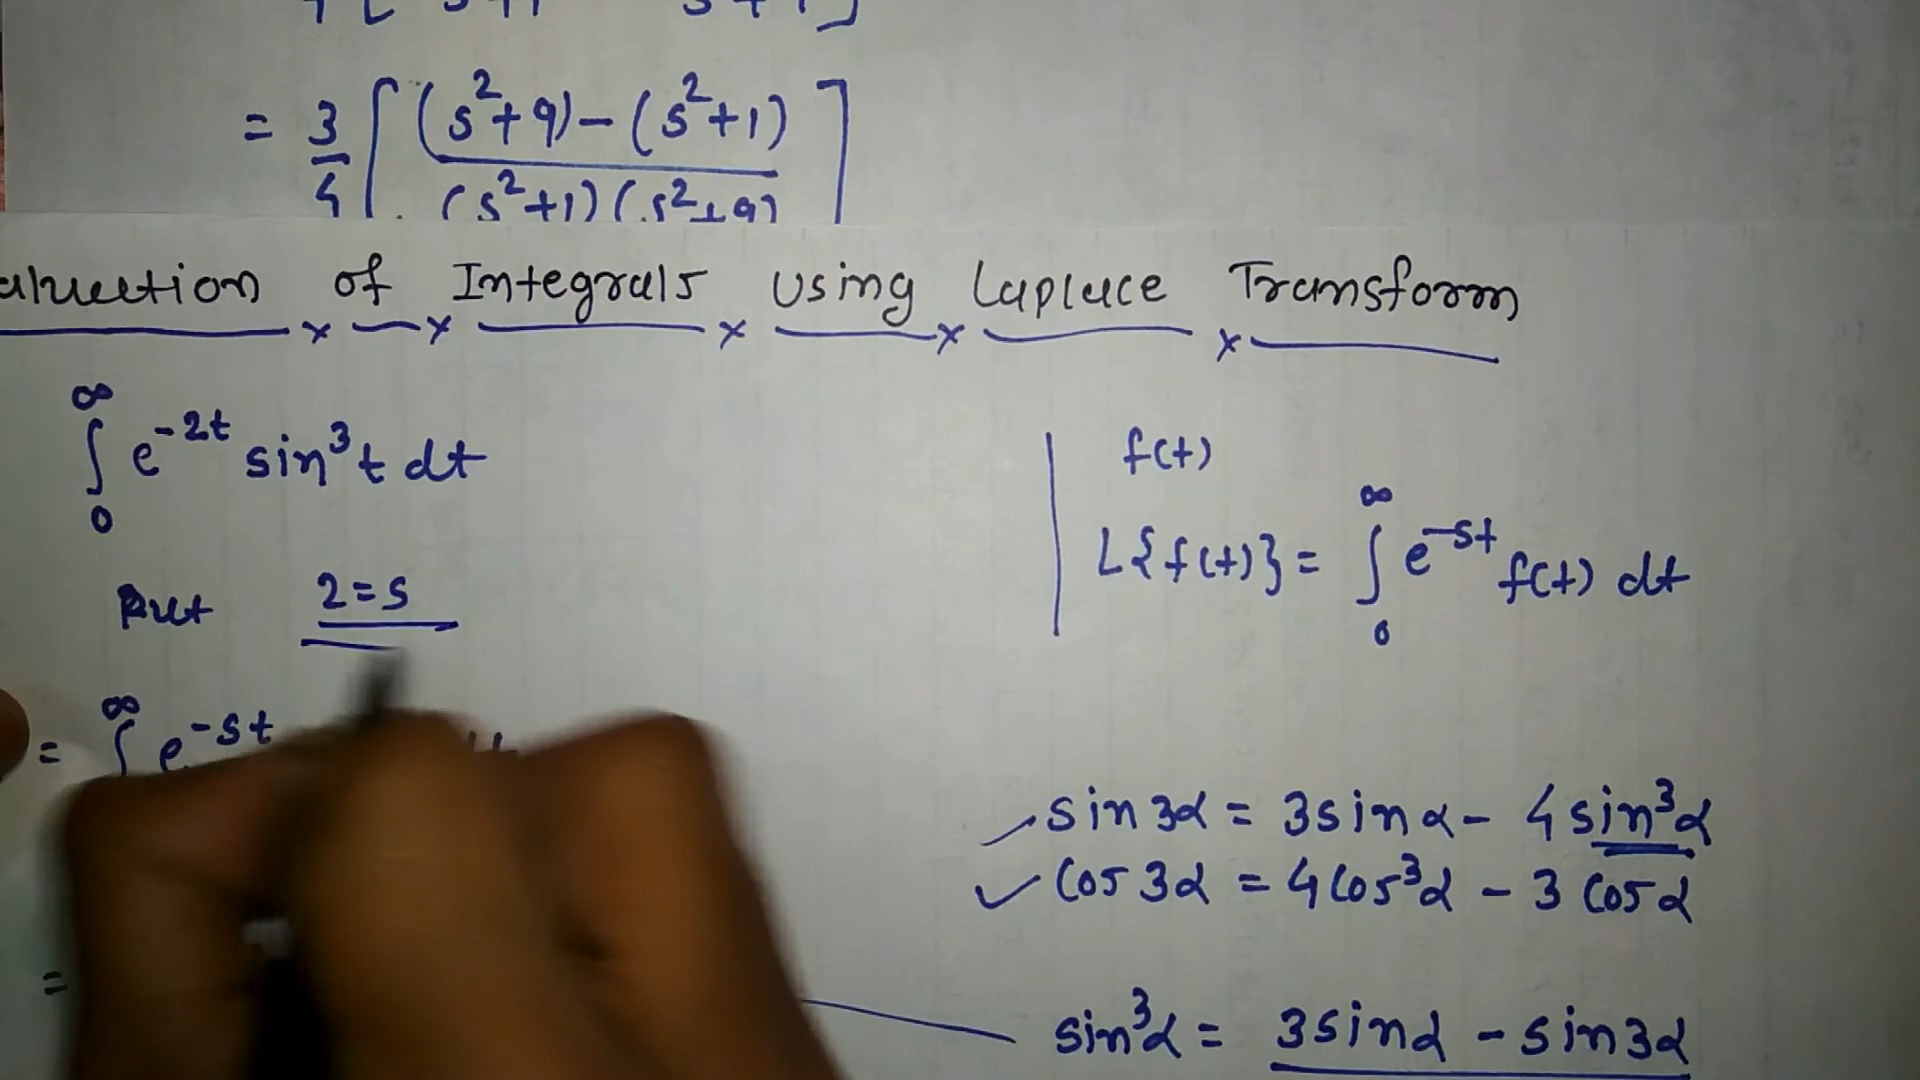 = 3/4 [ (s²+9) - (s²+1) / (s²+1)(s²+9) ]
aluation of Integrals using Laplace Transform
∫₀^∞ e^{-2t} sin³t dt
f(t)
L{f(t)} = ∫₀^∞ e^{-st} f(t) dt
Put 2=s
= ∫^∞ e^{-st} dt
sin3α = 3sinα - 4sin³α
Cos3α = 4Cos³α - 3Cosα
=
sin³α = 3sinα - sin3α